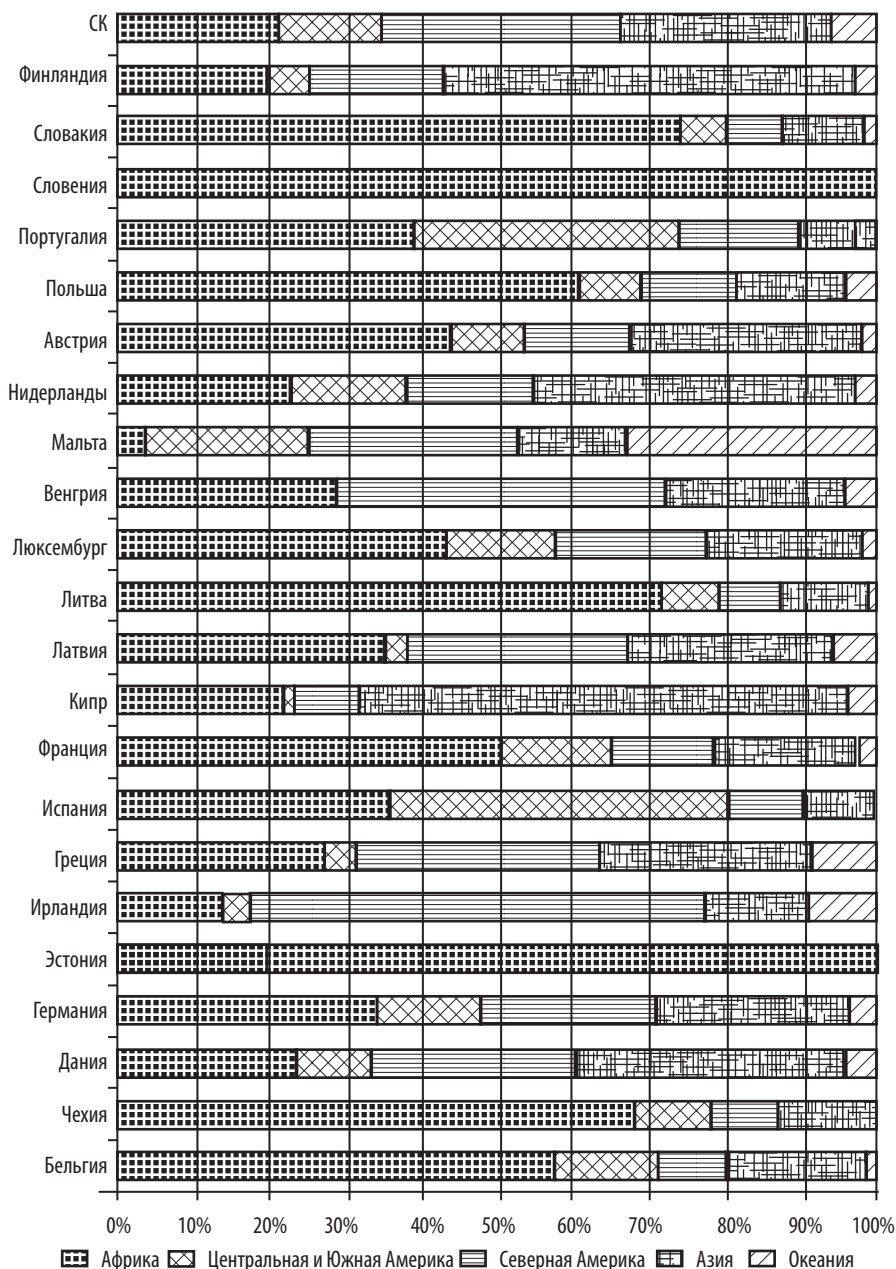 СК
Финляндия
Словакия
Словения
Португалия
Польша
Австрия
Нидерланды
Мальта
Венгрия
Люксембург
Литва
Латвия
Кипр
Франция
Испания
Греция
Ирландия
Эстония
Германия
Дания
Чехия
Бельгия
0% 10% 20% 30% 40% 50% 60% 70% 80% 90% 100%
Африка Центральная и Южная Америка Северная Америка Азия Океания